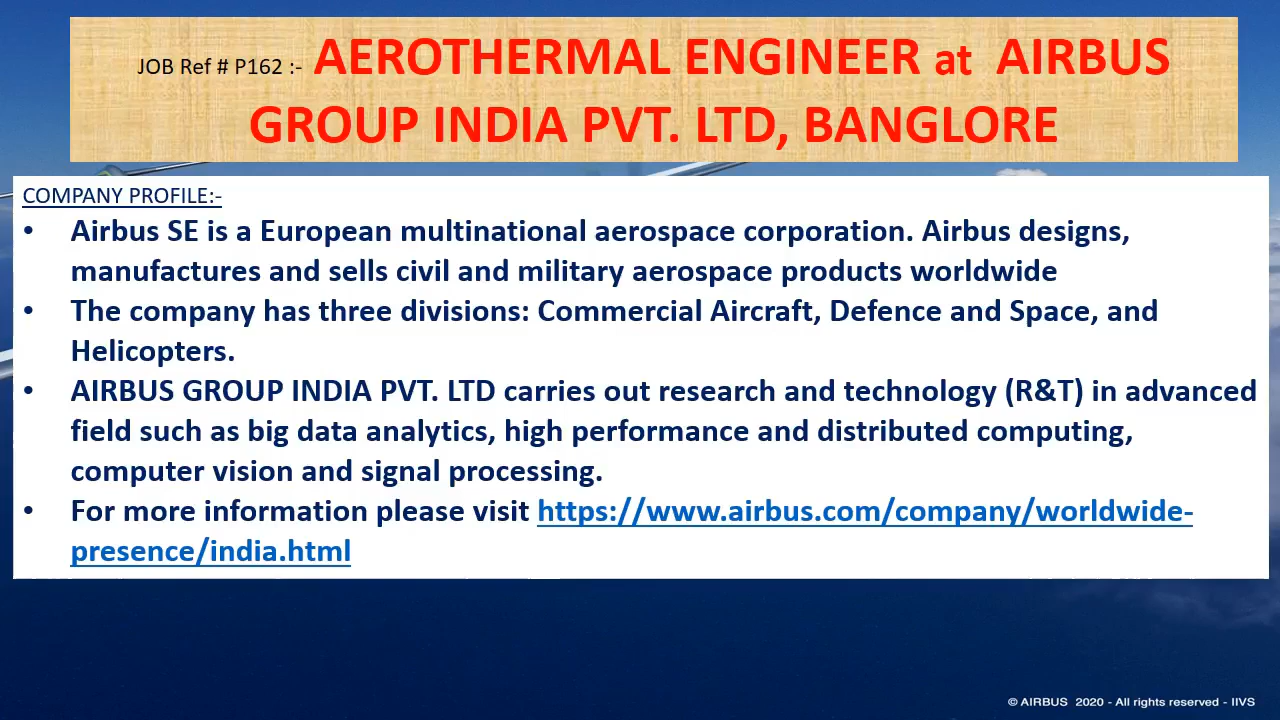 JOB Ref # P162 :- AEROTHERMAL ENGINEER at AIRBUS
GROUP INDIA PVT. LTD, BANGLORE
COMPANY PROFILE:-
• Airbus SE is a European multinational aerospace corporation. Airbus designs,
manufactures and sells civil and military aerospace products worldwide
• The company has three divisions: Commercial Aircraft, Defence and Space, and
Helicopters.
• AIRBUS GROUP INDIA PVT. LTD carries out research and technology (R&T) in advanced
field such as big data analytics, high performance and distributed computing,
computer vision and signal processing.
• For more information please visit https://www.airbus.com/company/worldwide-
presence/india.html
© AIRBUS 2020 - All rights reserved - IIVS